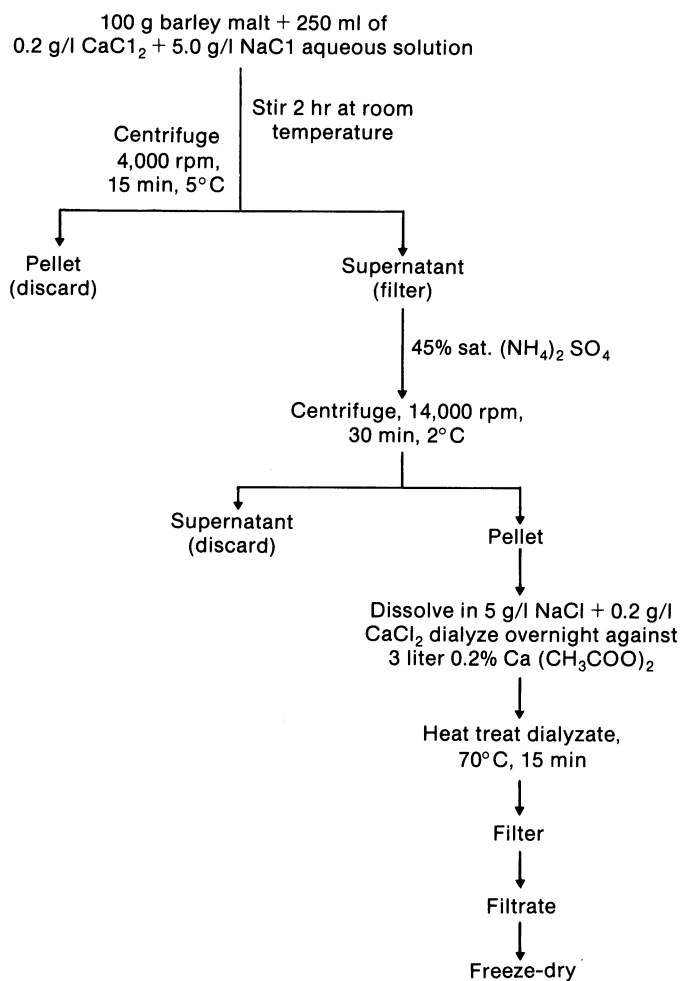 100 g barley malt + 250 ml of
0.2 g/l CaC1₂ + 5.0 g/l NaC1 aqueous solution
Stir 2 hr at room
temperature
Centrifuge
4,000 rpm,
15 min, 5°C
Pellet
(discard)
Supernatant
(filter)
45% sat. (NH₄)₂ SO₄
Centrifuge, 14,000 rpm,
30 min, 2°C
Supernatant
(discard)
Pellet
Dissolve in 5 g/l NaCl + 0.2 g/l
CaCl₂ dialyze overnight against
3 liter 0.2% Ca (CH₃COO)₂
Heat treat dialyzate,
70°C, 15 min
Filter
Filtrate
Freeze-dry